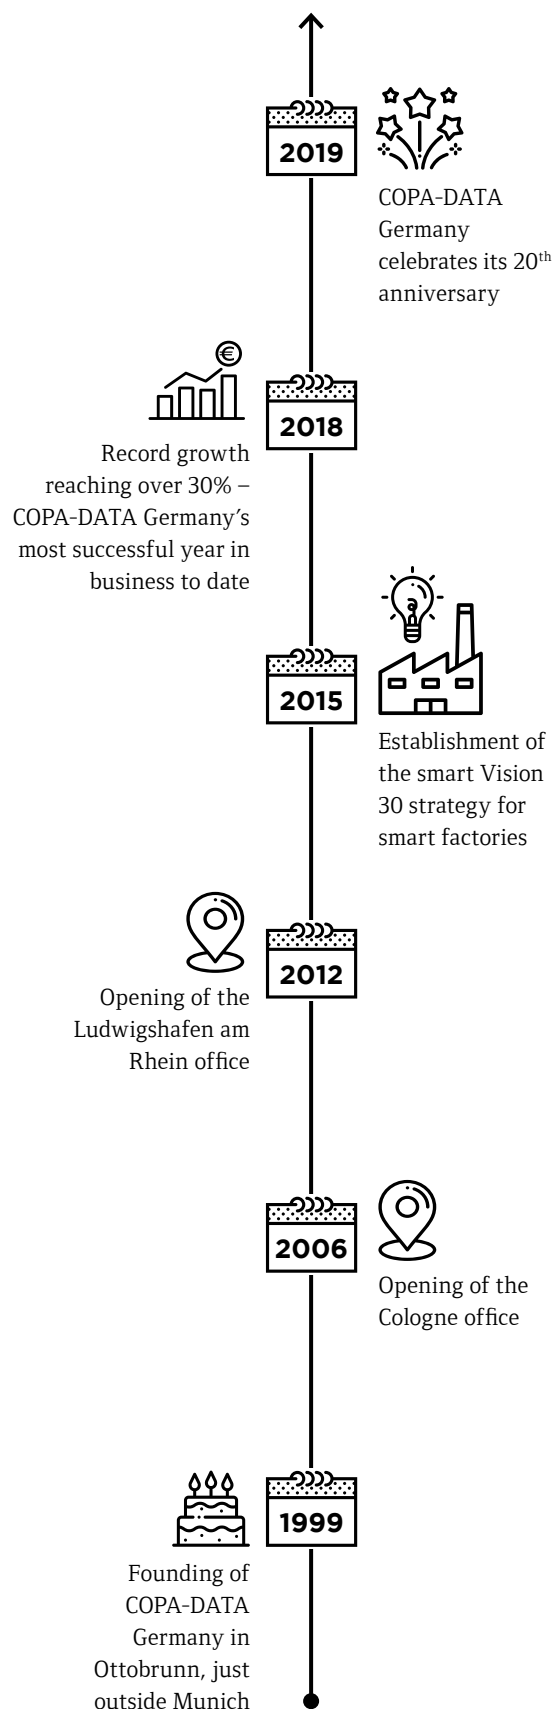 2019
COPA-DATA
Germany
celebrates its 20th
anniversary
2018
Record growth
reaching over 30% –
COPA-DATA Germany’s
most successful year in
business to date
2015
Establishment of
the smart Vision
30 strategy for
smart factories
2012
Opening of the
Ludwigshafen am
Rhein office
2006
Opening of the
Cologne office
1999
Founding of
COPA-DATA
Germany in
Ottobrunn, just
outside Munich